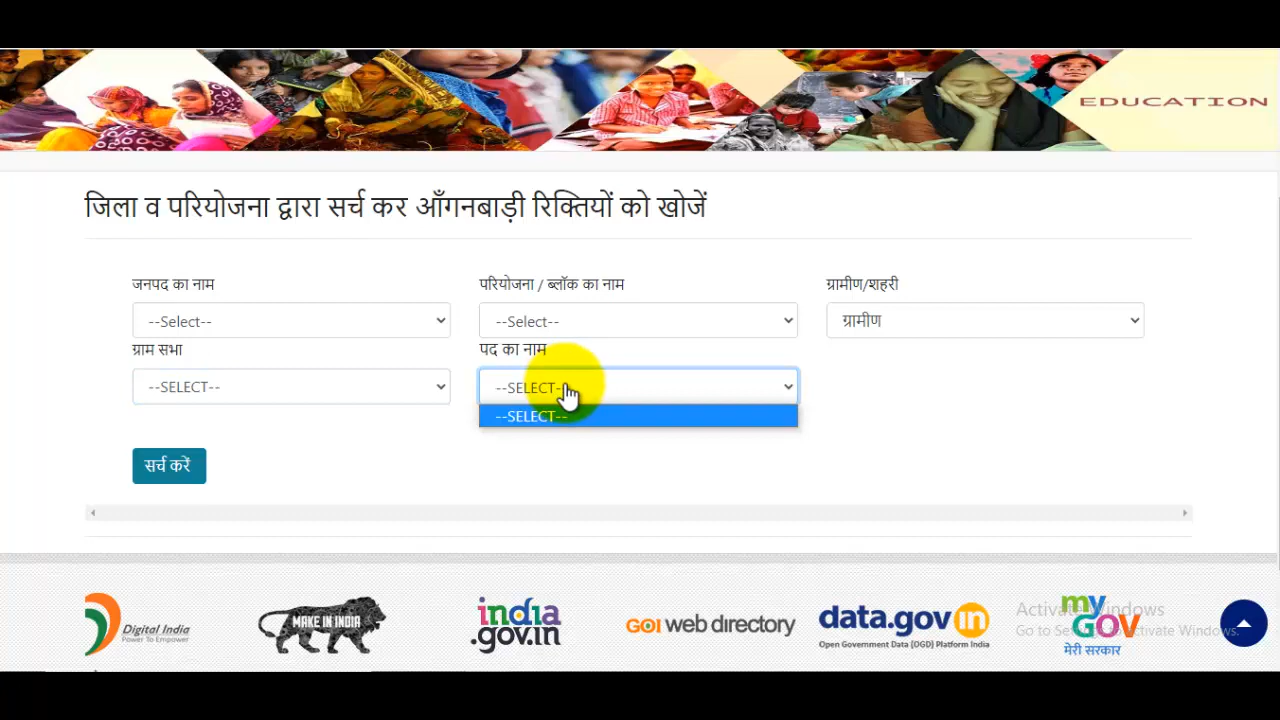 EDUCATION
जिला व परियोजना द्वारा सर्च कर आँगनबाड़ी रिक्तियों को खोजें
जनपद का नाम
परियोजना / ब्लॉक का नाम
ग्रामीण/शहरी
--Select--
--Select--
ग्रामीण
ग्राम सभा
पद का नाम
--SELECT--
--SELECT--
--SELECT--
सर्च करें
Digital India
Power To Empower
MAKE IN INDIA
india
.gov.in
GOI web directory
data.gov in
Open Government Data (OGD) Platform India
my
GOV
मेरी सरकार
Activate Windows
Go to Settings to activate Windows.